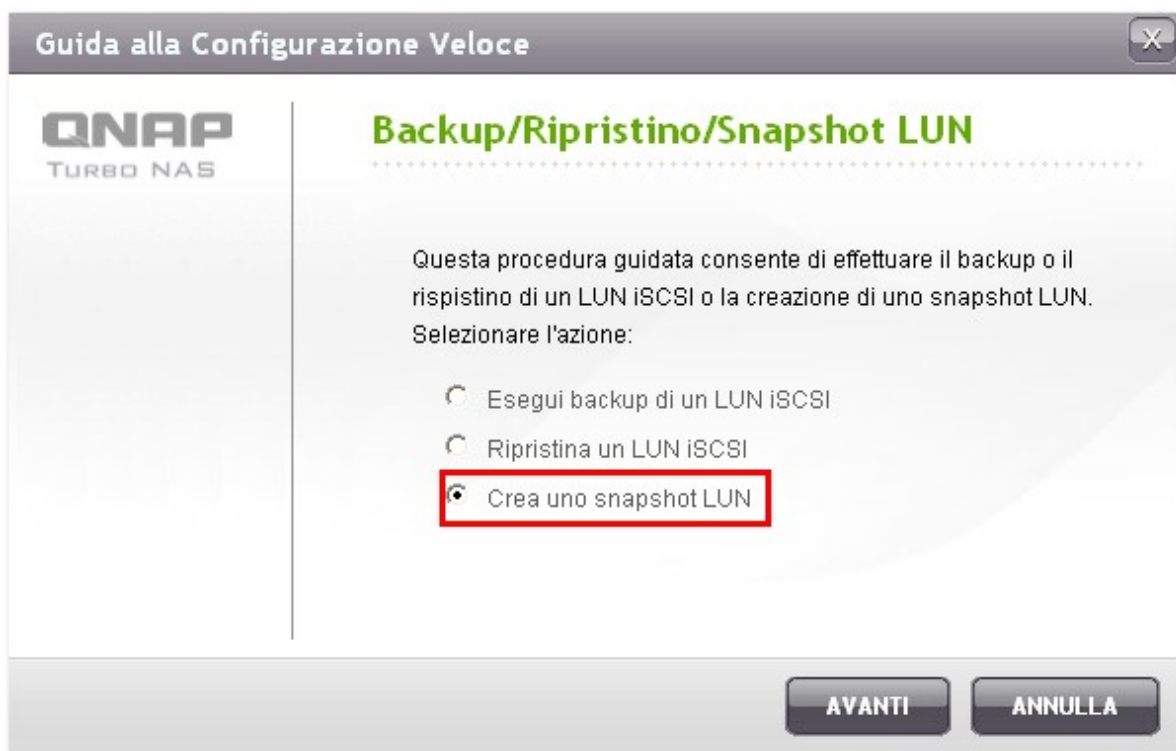 Guida alla Configurazione Veloce
X
QNAP
TURBO NAS
Backup/Ripristino/Snapshot LUN
Questa procedura guidata consente di effettuare il backup o il
rispistino di un LUN iSCSI o la creazione di uno snapshot LUN.
Selezionare l'azione:
Esegui backup di un LUN iSCSI
Ripristina un LUN iSCSI
Crea uno snapshot LUN
AVANTI
ANNULLA